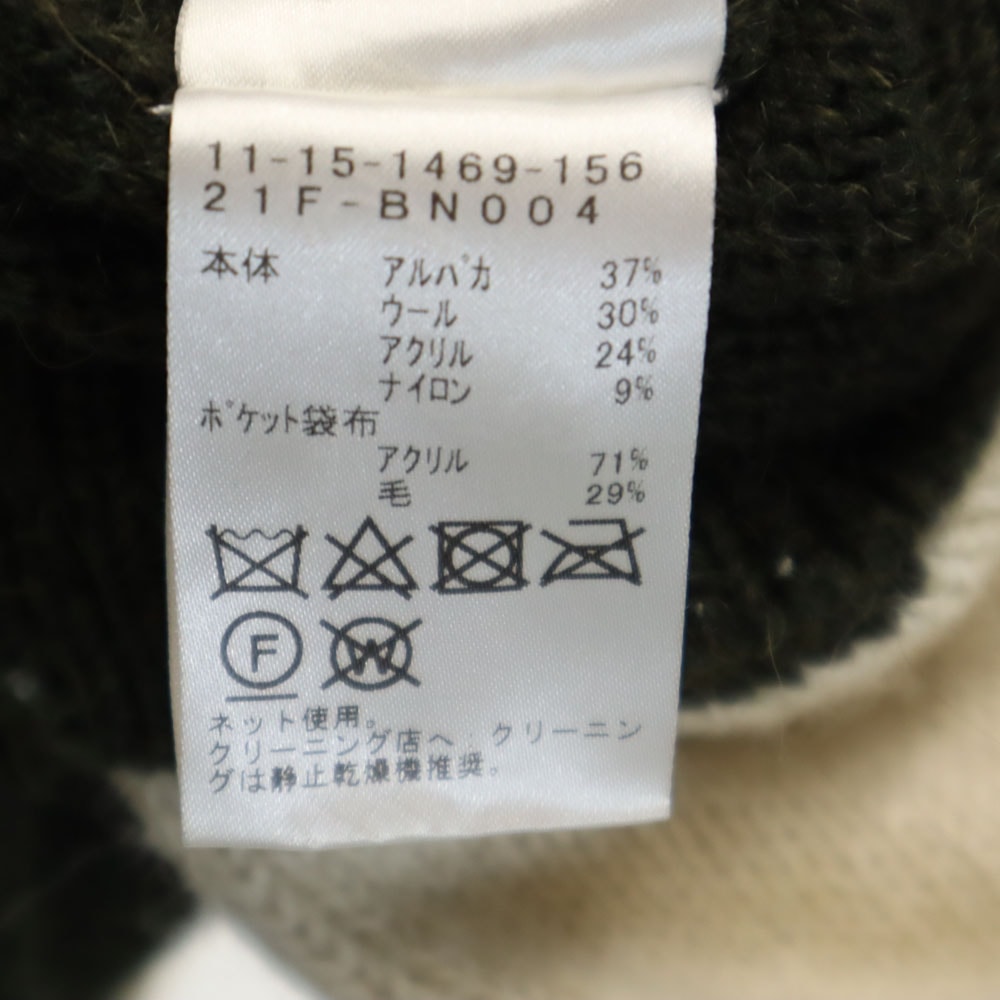 11-15-1469-156
21F-BN004
本体 アルパカ 37%
ウール 30%
アクリル 24%
ナイロン 9%
ポケット袋布
アクリル 71%
毛 29%
F W
ネット使用。
クリーニング店へ：クリーニン
グは静止乾燥機推奨。